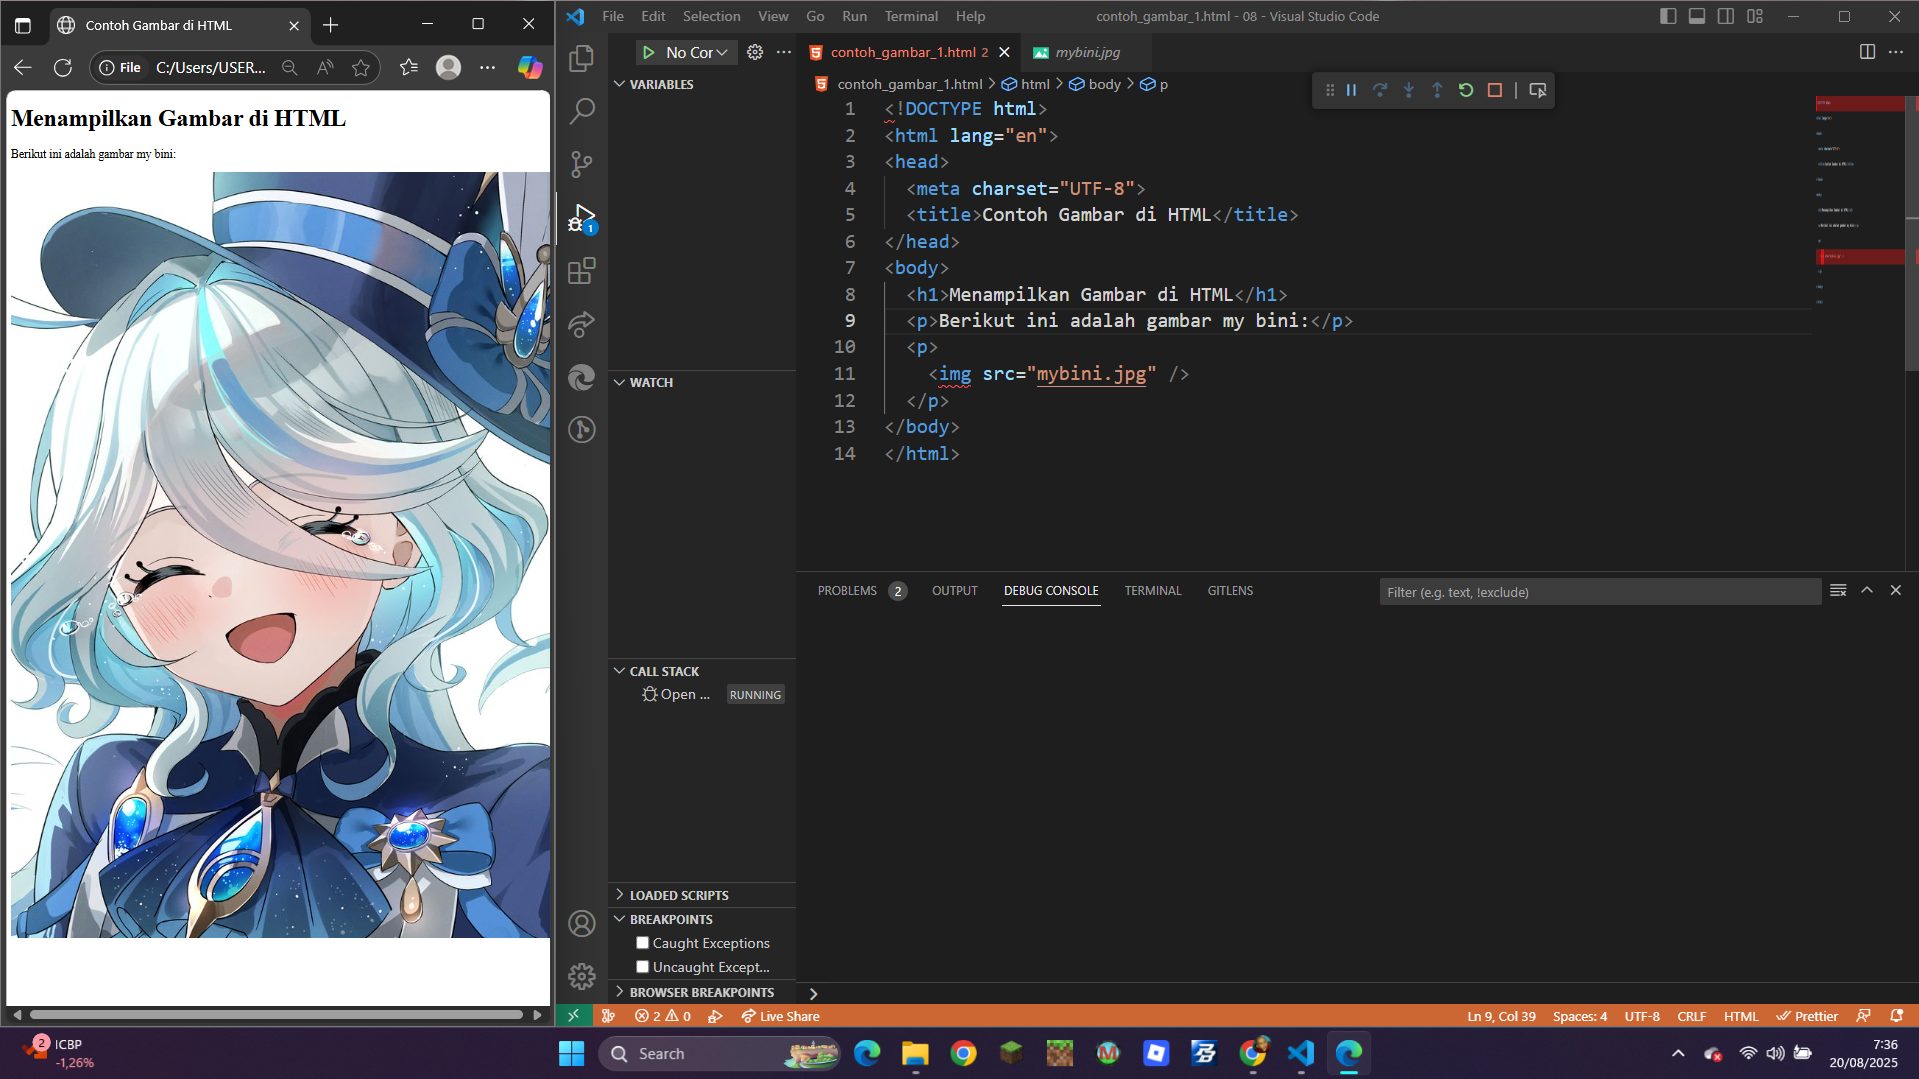 Contoh Gambar di HTML
File C:/Users/USER...
Menampilkan Gambar di HTML
Berikut ini adalah gambar my bini:
File Edit Selection View Go Run Terminal Help
contoh_gambar_1.html - 08 - Visual Studio Code
No Cor
VARIABLES
WATCH
CALL STACK
Open ... RUNNING
LOADED SCRIPTS
BREAKPOINTS
Caught Exceptions
Uncaught Except...
BROWSER BREAKPOINTS
1
contoh_gambar_1.html 2
mybini.jpg
contoh_gambar_1.html > html > body > p
1 <!DOCTYPE html>
2 <html lang="en">
3 <head>
4 <meta charset="UTF-8">
5 <title>Contoh Gambar di HTML</title>
6 </head>
7 <body>
8 <h1>Menampilkan Gambar di HTML</h1>
9 <p>Berikut ini adalah gambar my bini:</p>
10 <p>
11 <img src="mybini.jpg" />
12 </p>
13 </body>
14 </html>
PROBLEMS 2 OUTPUT DEBUG CONSOLE TERMINAL GITLENS
Filter (e.g. text, !exclude)
2 0 Live Share
Ln 9, Col 39 Spaces: 4 UTF-8 CRLF HTML Prettier
2 ICBP
-1,26%
Search
7:36
20/08/2025